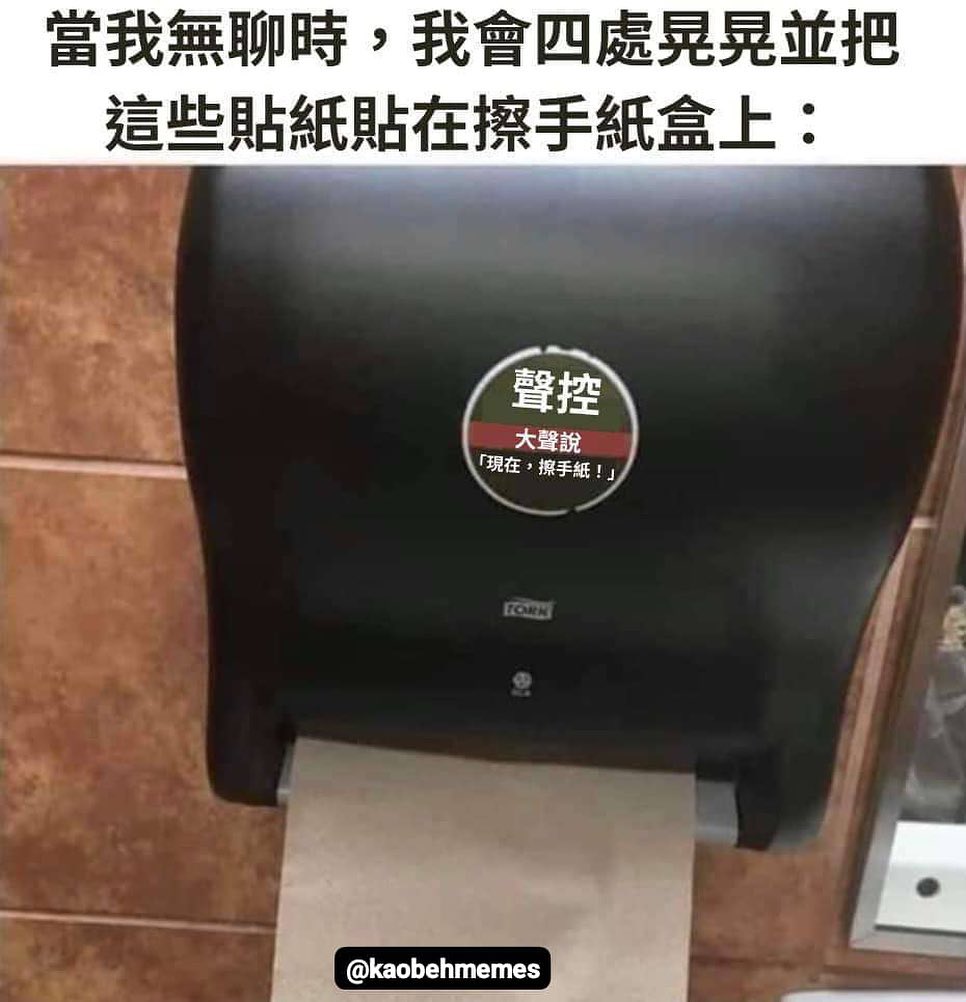 當我無聊時，我會四處晃晃並把
這些貼紙貼在擦手紙盒上：
聲控
大聲說
「現在，擦手紙！」
TORK
@kaobehmemes